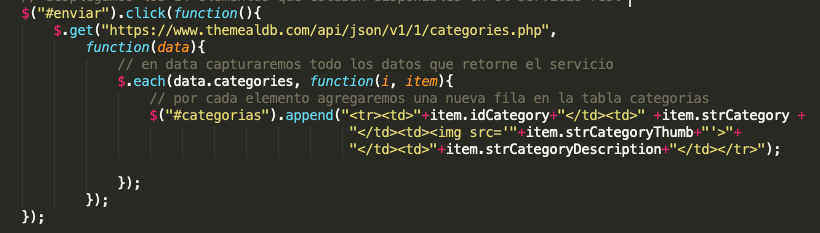 $("#enviar").click(function(){
$.get("https://www.themealdb.com/api/json/v1/1/categories.php",
function(data){
// en data capturaremos todo los datos que retorne el servicio
$.each(data.categories, function(i, item){
// por cada elemento agregaremos una nueva fila en la tabla categorias
$("#categorias").append("<tr><td>"+item.idCategory+"</td><td>" +item.strCategory +
"</td><td><img src='"+item.strCategoryThumb+"'>"+
"</td><td>"+item.strCategoryDescription+"</td></tr>");
});
});
});